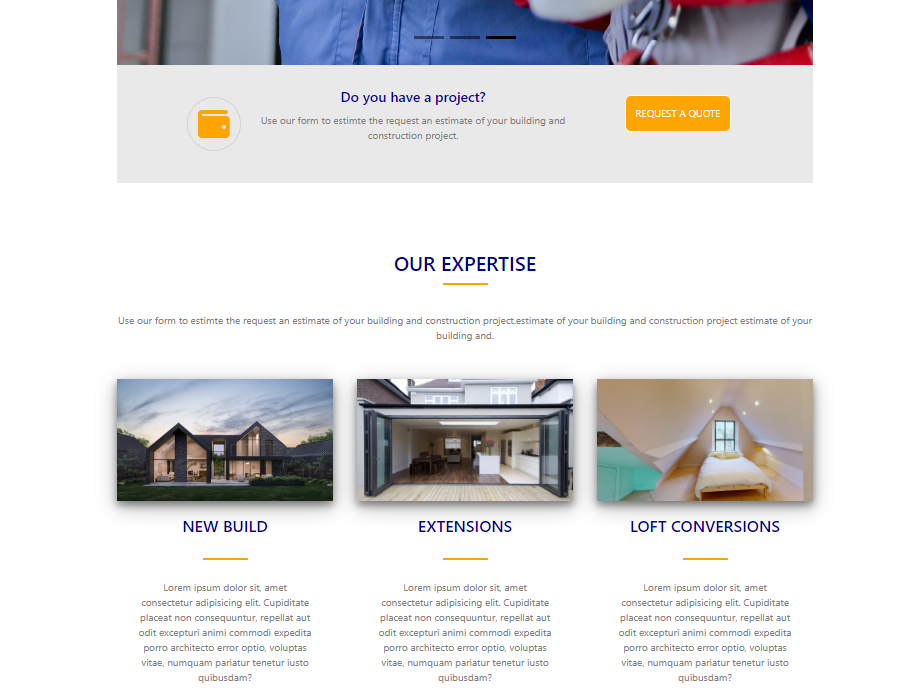 Do you have a project?
Use our form to estimte the request an estimate of your building and
construction project.
REQUEST A QUOTE
OUR EXPERTISE
Use our form to estimte the request an estimate of your building and construction project.estimate of your building and construction project estimate of your
building and.
NEW BUILD
Lorem ipsum dolor sit, amet
consectetur adipisicing elit. Cupiditate
placeat non consequuntur, repellat aut
odit excepturi animi commodi expedita
porro architecto error optio, voluptas
vitae, numquam pariatur tenetur iusto
quibusdam?
EXTENSIONS
Lorem ipsum dolor sit, amet
consectetur adipisicing elit. Cupiditate
placeat non consequuntur, repellat aut
odit excepturi animi commodi expedita
porro architecto error optio, voluptas
vitae, numquam pariatur tenetur iusto
quibusdam?
LOFT CONVERSIONS
Lorem ipsum dolor sit, amet
consectetur adipisicing elit. Cupiditate
placeat non consequuntur, repellat aut
odit excepturi animi commodi expedita
porro architecto error optio, voluptas
vitae, numquam pariatur tenetur iusto
quibusdam?